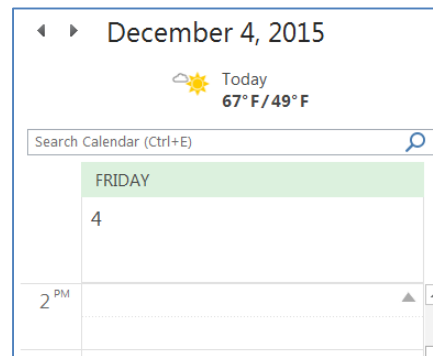 December 4, 2015
Today
67°F/49°F
Search Calendar (Ctrl+E)
FRIDAY
4
2 PM